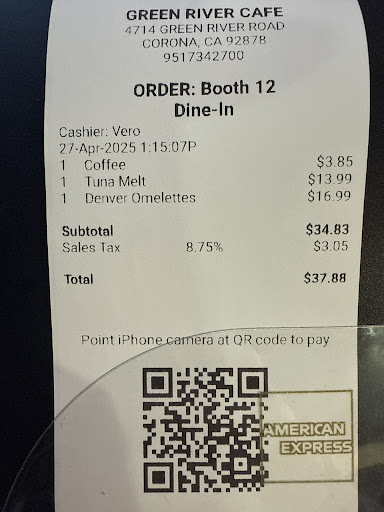 GREEN RIVER CAFE
4714 GREEN RIVER ROAD
CORONA, CA 92878
9517342700
ORDER: Booth 12
Dine-In
Cashier: Vero
27-Apr-2025 1:15:07P
1 Coffee $3.85
1 Tuna Melt $13.99
1 Denver Omelettes $16.99
Subtotal $34.83
Sales Tax 8.75% $3.05
Total $37.88
Point iPhone camera at QR code to pay
AMERICAN
EXPRESS